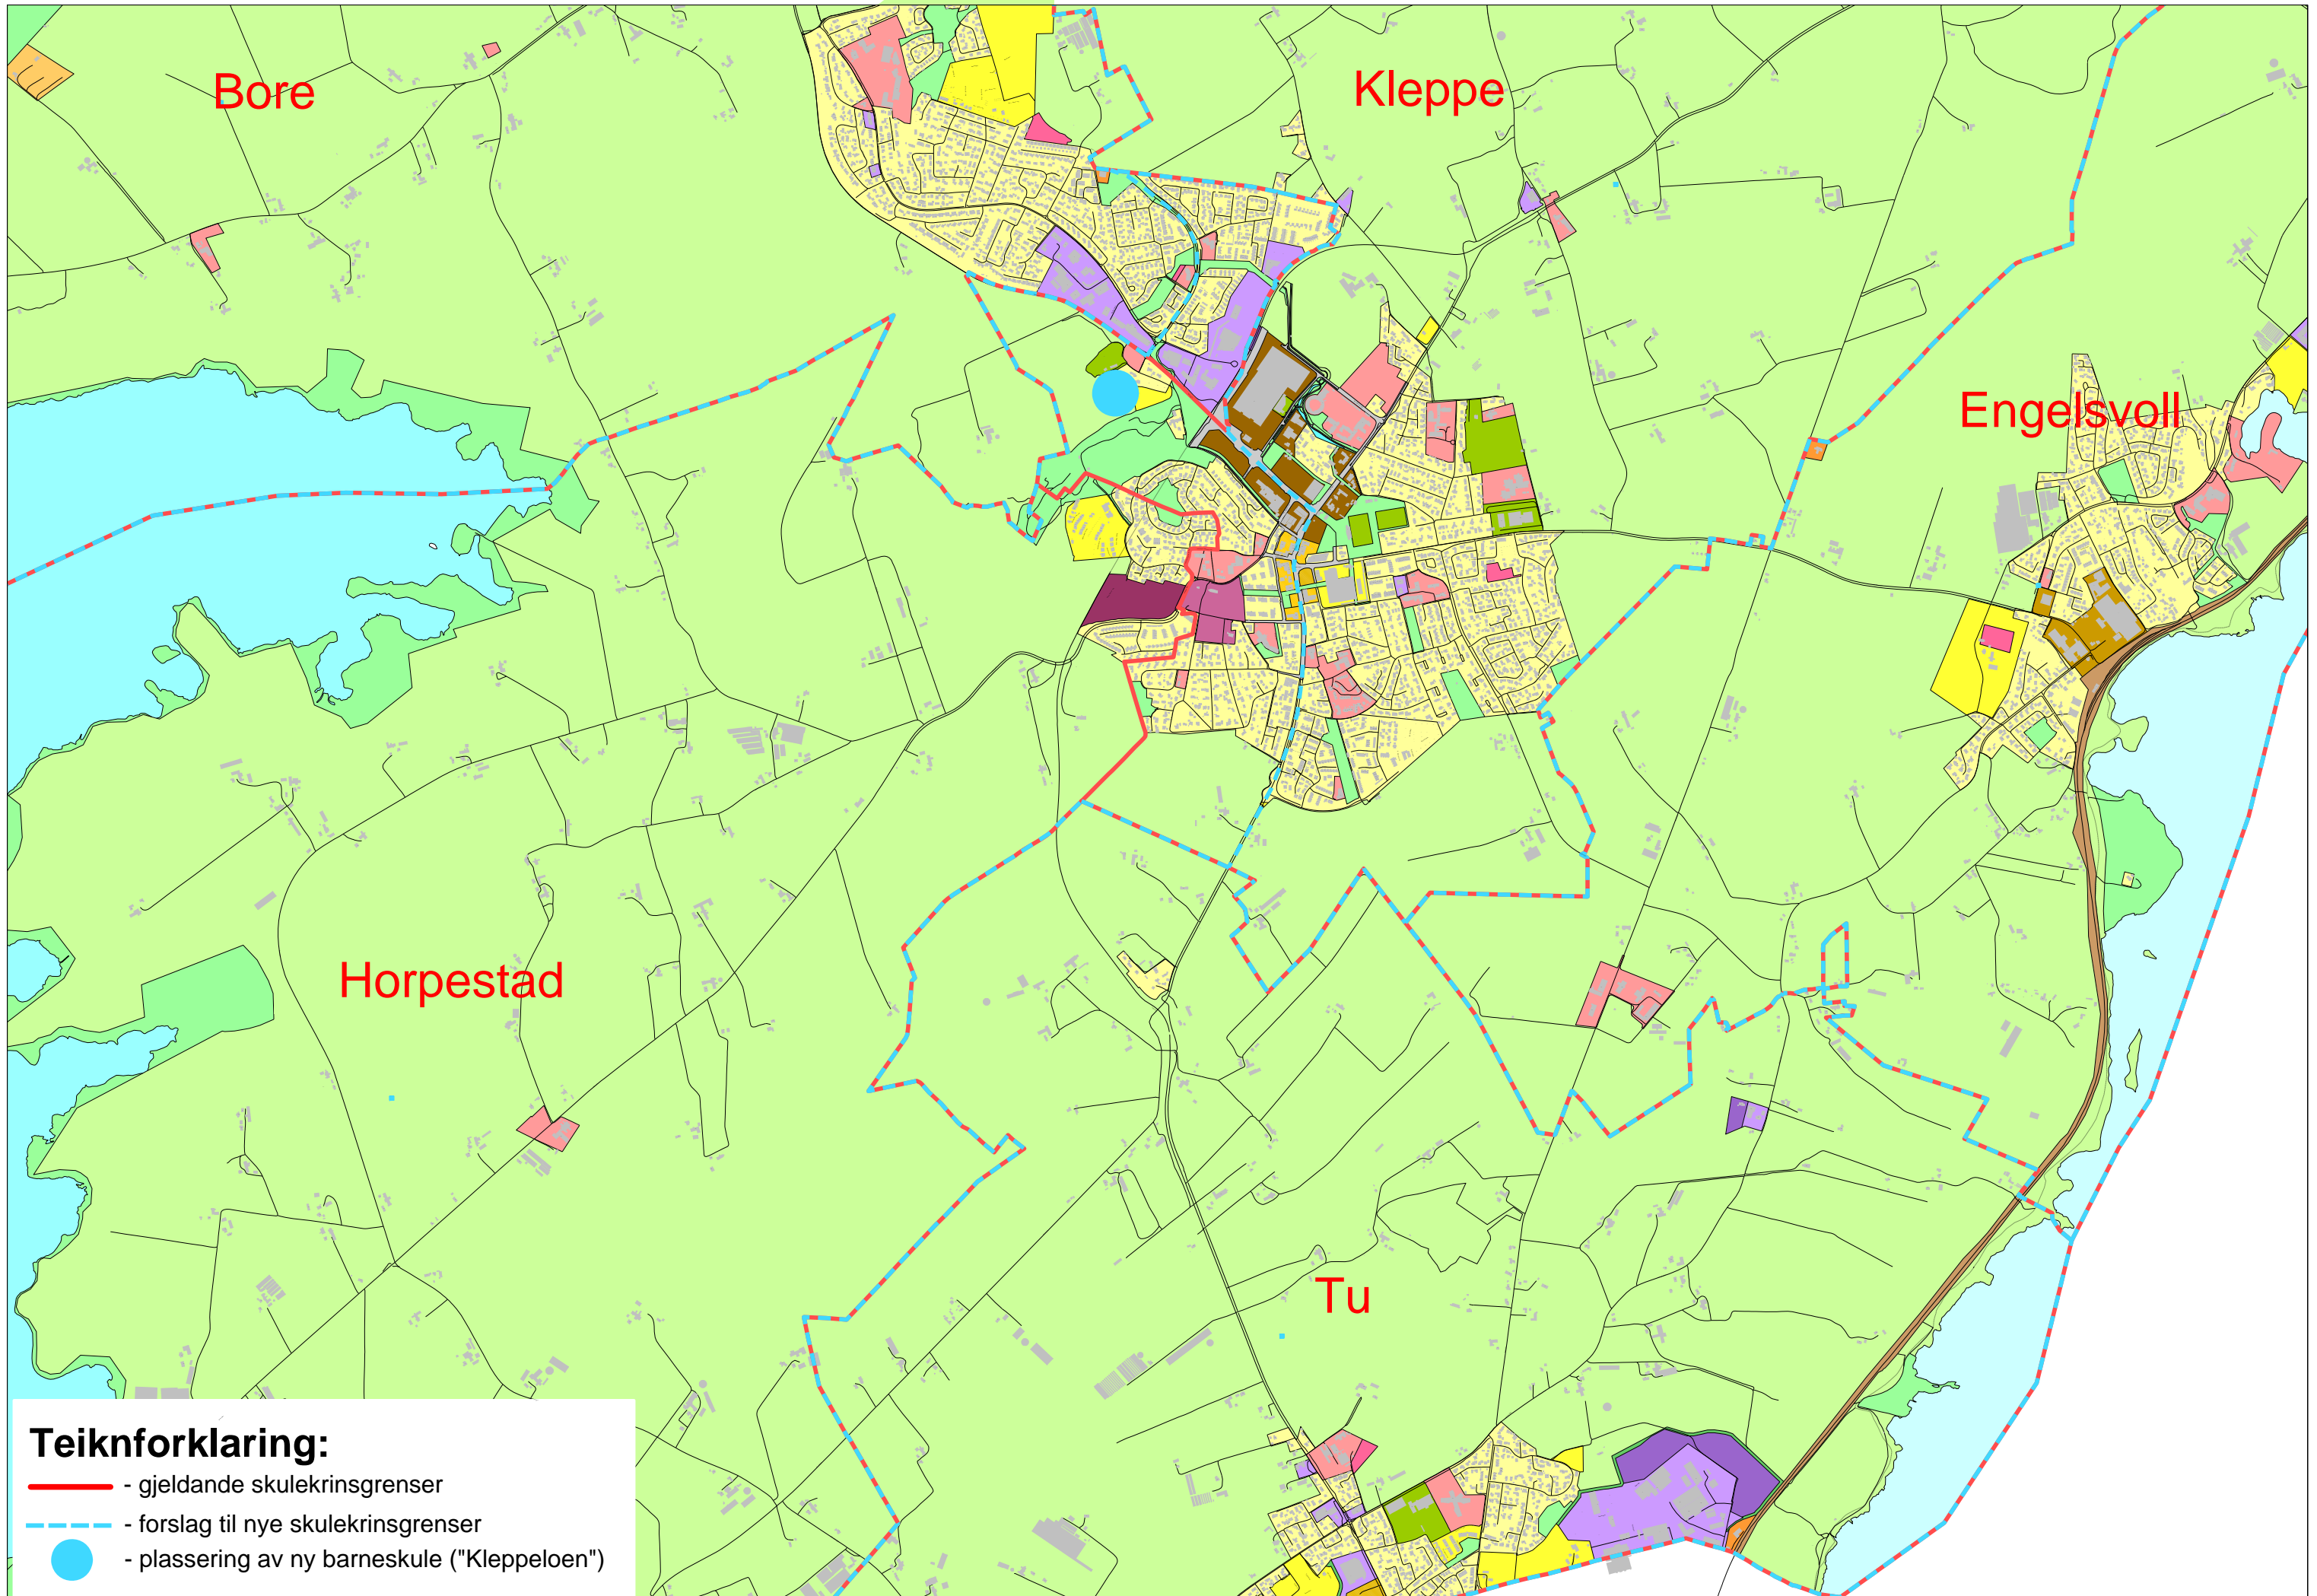 Bore
Kleppe
Engelsvoll
Horpestad
Tu
Teiknforklaring:
- gjeldande skulekrinsgrenser
- forslag til nye skulekrinsgrenser
- plassering av ny barneskule ("Kleppeloen")